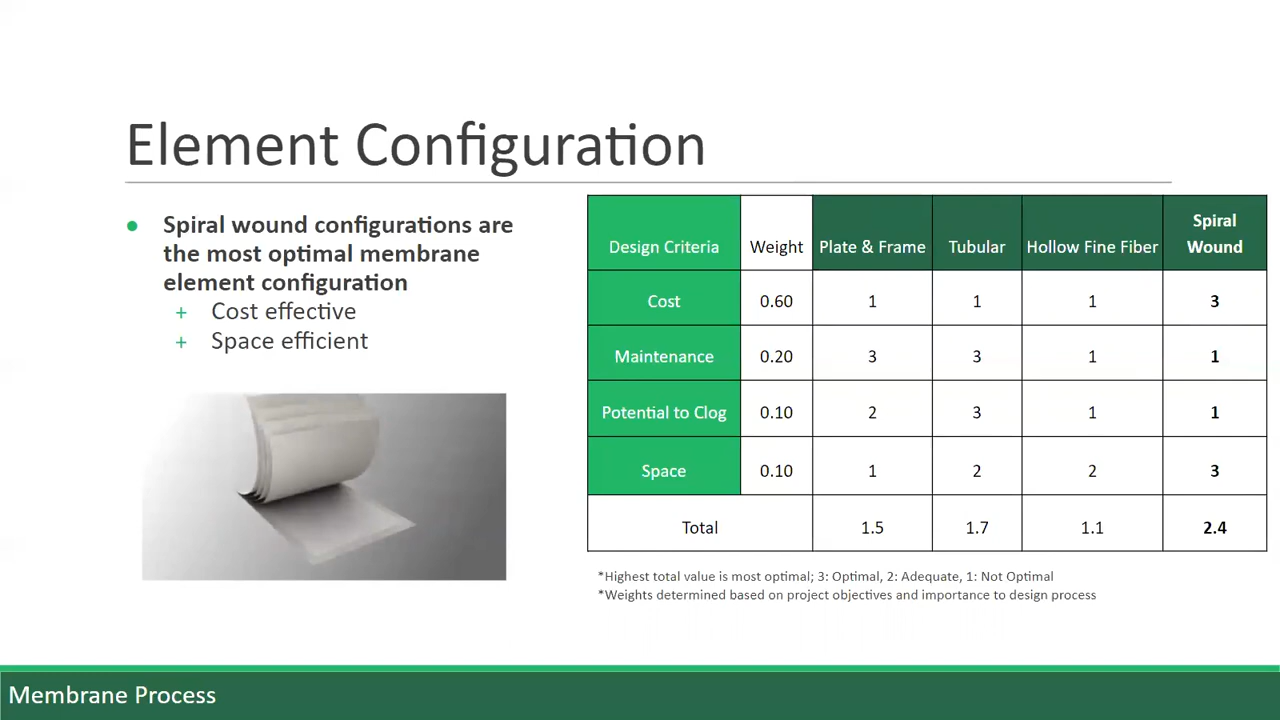 Element Configuration
● Spiral wound configurations are
the most optimal membrane
element configuration
+ Cost effective
+ Space efficient
Design Criteria Weight Plate & Frame Tubular Hollow Fine Fiber Spiral Wound
Cost 0.60 1 1 1 3
Maintenance 0.20 3 3 1 1
Potential to Clog 0.10 2 3 1 1
Space 0.10 1 2 2 3
Total 1.5 1.7 1.1 2.4
*Highest total value is most optimal; 3: Optimal, 2: Adequate, 1: Not Optimal
*Weights determined based on project objectives and importance to design process
Membrane Process